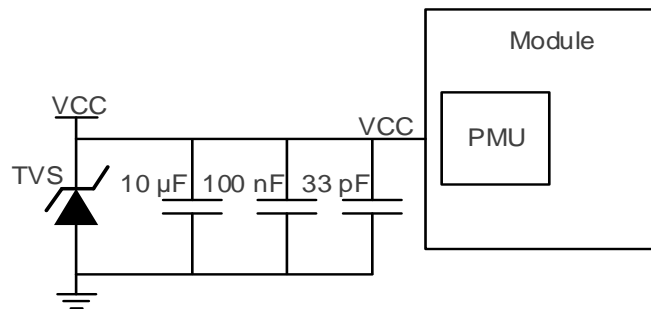 Module
VCC
VCC
PMU
TVS
10 µF
100 nF
33 pF